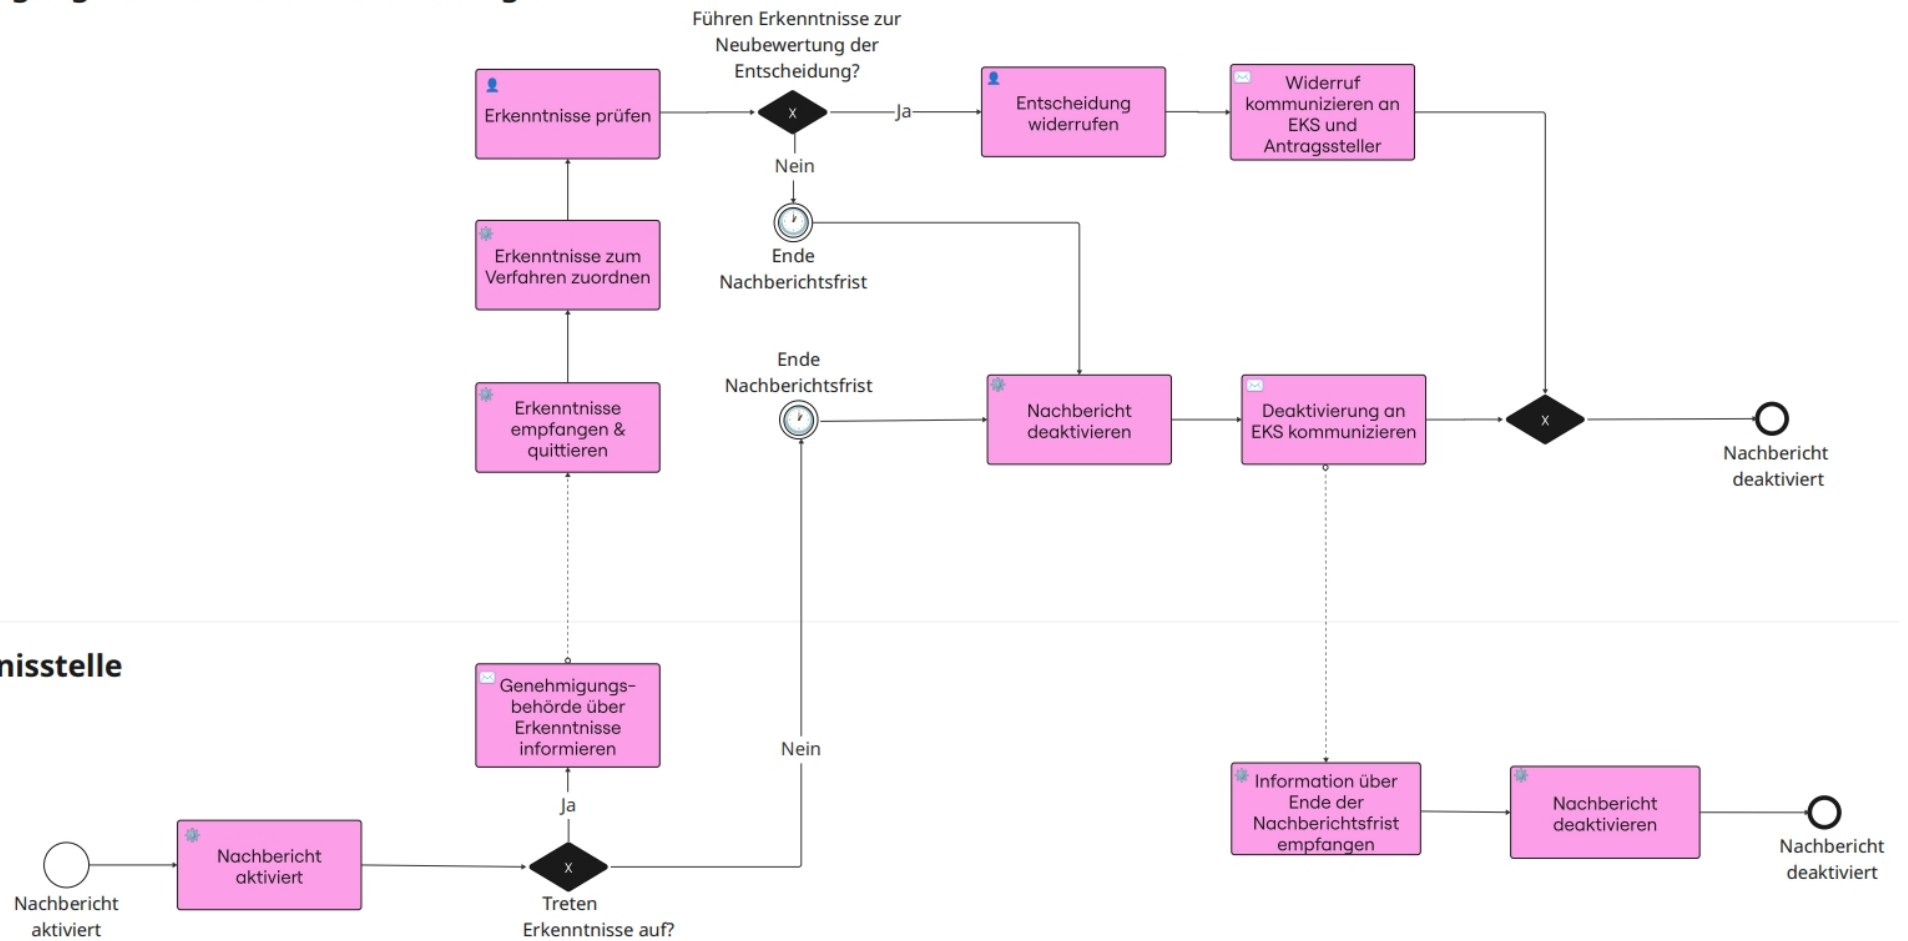 Führen Erkenntnisse zur
Neubewertung der
Entscheidung?
Erkenntnisse prüfen
X
Ja
Entscheidung
widerrufen
Widerruf
kommunizieren an
EKS und
Antragssteller
Nein
Ende
Nachberichtsfrist
Erkenntnisse zum
Verfahren zuordnen
Ende
Nachberichtsfrist
Erkenntnisse
empfangen &
quittieren
Nachbericht
deaktivieren
Deaktivierung an
EKS kommunizieren
X
Nachbericht
deaktiviert
nisstelle
Genehmigungs-
behörde über
Erkenntnisse
informieren
Nein
Ja
Information über
Ende der
Nachberichtsfrist
empfangen
Nachbericht
deaktivieren
Nachbericht
deaktiviert
Nachbericht
aktiviert
Nachbericht
aktiviert
X
Treten
Erkenntnisse auf?